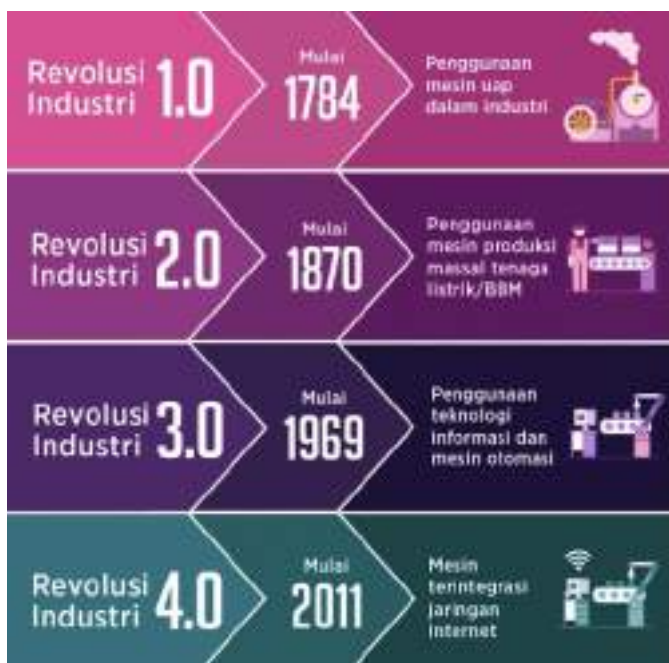 Revolusi
Industri 1.0
Mulai
1784
Penggunaan
mesin uap
dalam industri
Revolusi
Industri 2.0
Mulai
1870
Penggunaan
mesin produksi
massal tenaga
listrik/BBM
Revolusi
Industri 3.0
Mulai
1969
Penggunaan
teknologi
informasi dan
mesin otomasi
Revolusi
Industri 4.0
Mulai
2011
Mesin
terintegrasi
jaringan
internet